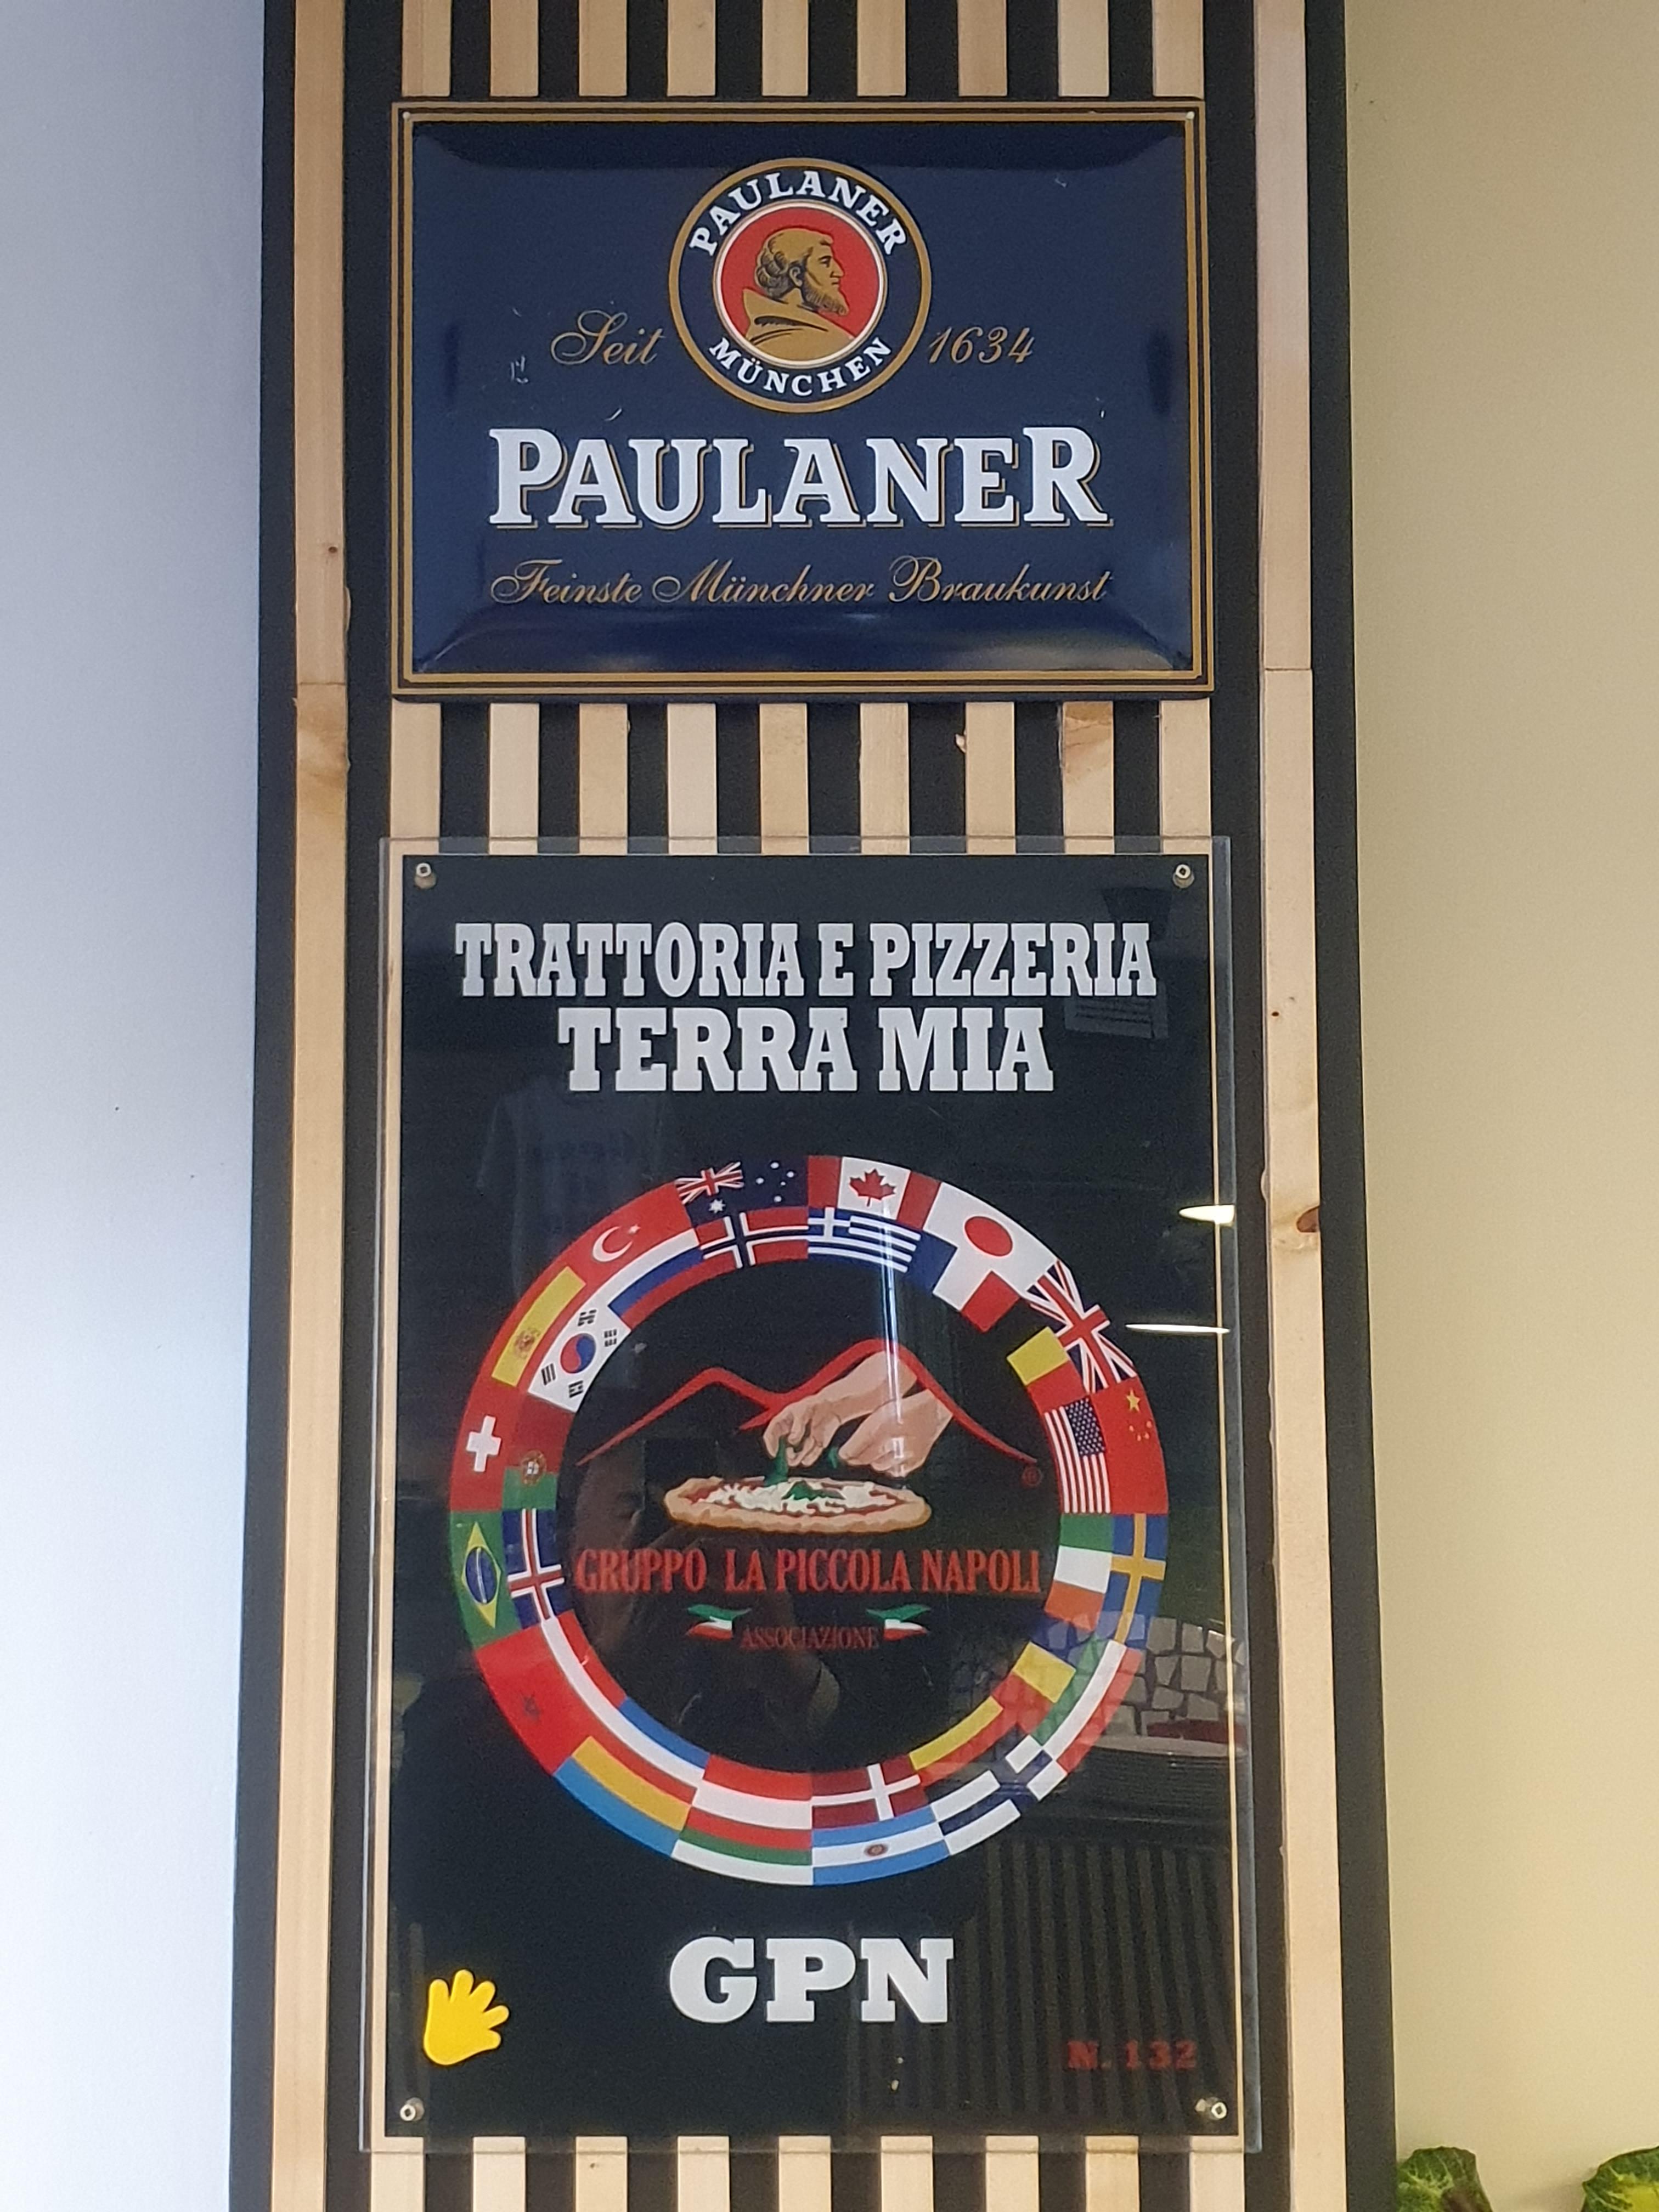 PAULANER
MÜNCHEN
Seit 1634
PAULANER
Feinste Münchner Braukunst
TRATTORIA E PIZZERIA
TERRA MIA
GRUPPO LA PICCOLA NAPOLI
ASSOCIAZIONE
GPN
N. 132